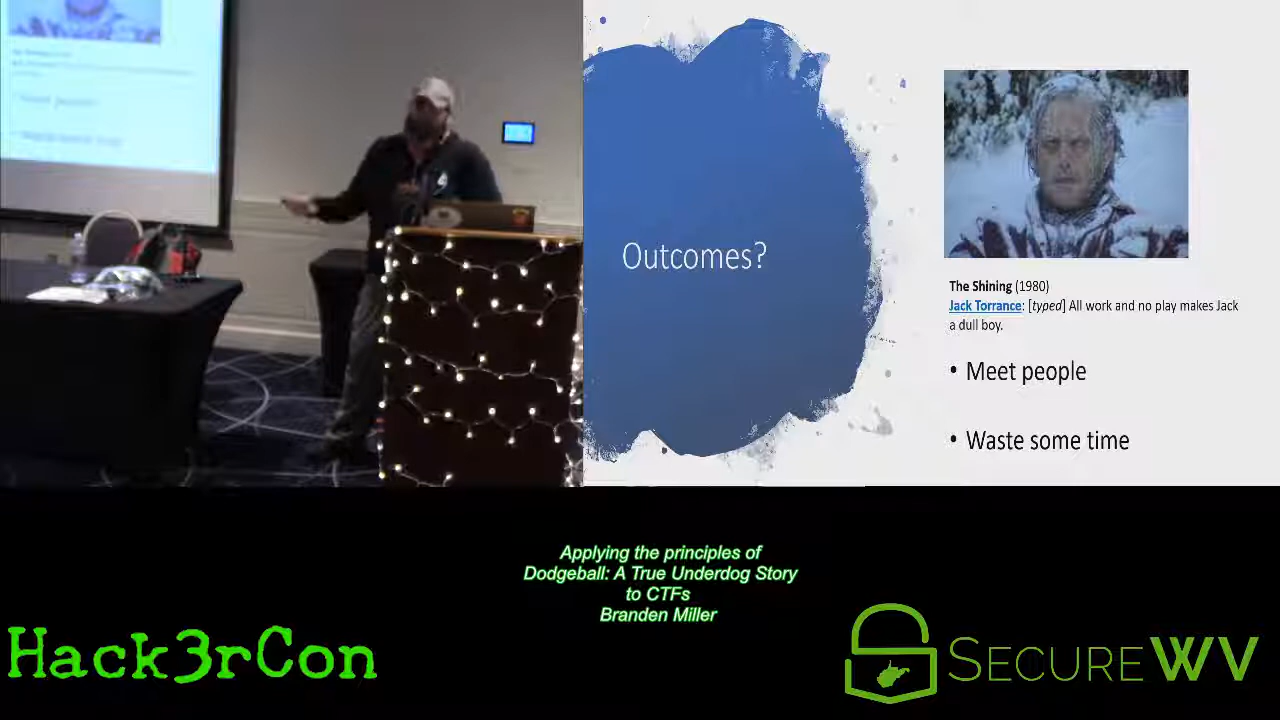 Outcomes?
The Shining (1980)
Jack Torrance: [typed] All work and no play makes Jack
a dull boy.
• Meet people
• Waste some time
Applying the principles of
Dodgeball: A True Underdog Story
to CTFs
Branden Miller
Hack3rCon
SECUREWV